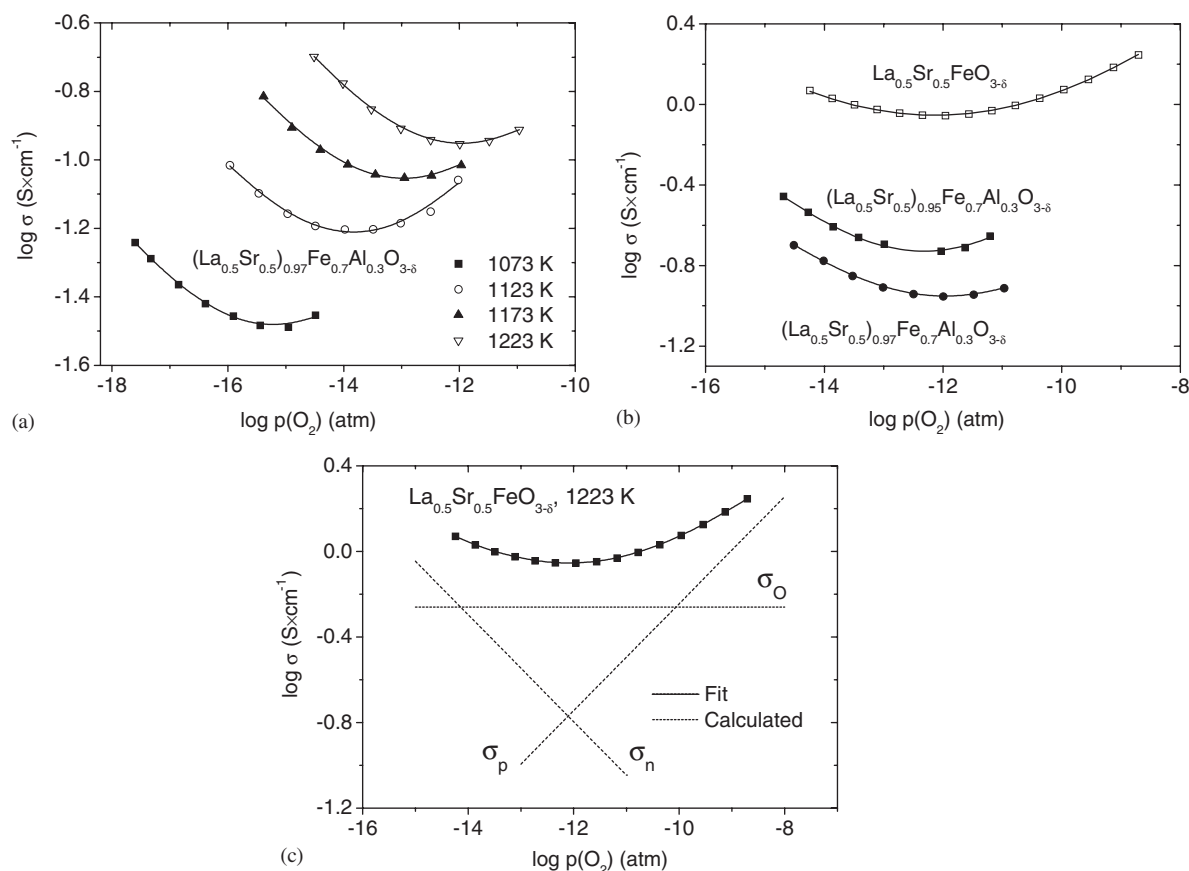 -0.6
-0.8
-1.0
-1.2
-1.4
-1.6
log σ (S×cm⁻¹)
(La₀.₅Sr₀.₅)₀.₉₇Fe₀.₇Al₀.₃O₃₋δ
1073 K
1123 K
1173 K
1223 K
-18 -16 -14 -12 -10
(a)
log p(O₂) (atm)
0.4
0.0
-0.4
-0.8
-1.2
log σ (S×cm⁻¹)
La₀.₅Sr₀.₅FeO₃₋δ
(La₀.₅Sr₀.₅)₀.₉₅Fe₀.₇Al₀.₃O₃₋δ
(La₀.₅Sr₀.₅)₀.₉₇Fe₀.₇Al₀.₃O₃₋δ
-16 -14 -12 -10 -8
(b)
log p(O₂) (atm)
0.4
0.0
-0.4
-0.8
-1.2
log σ (S×cm⁻¹)
La₀.₅Sr₀.₅FeO₃₋δ, 1223 K
σO
Fit
Calculated
σp
σn
-14 -12 -10 -8
(c)
log p(O₂) (atm)